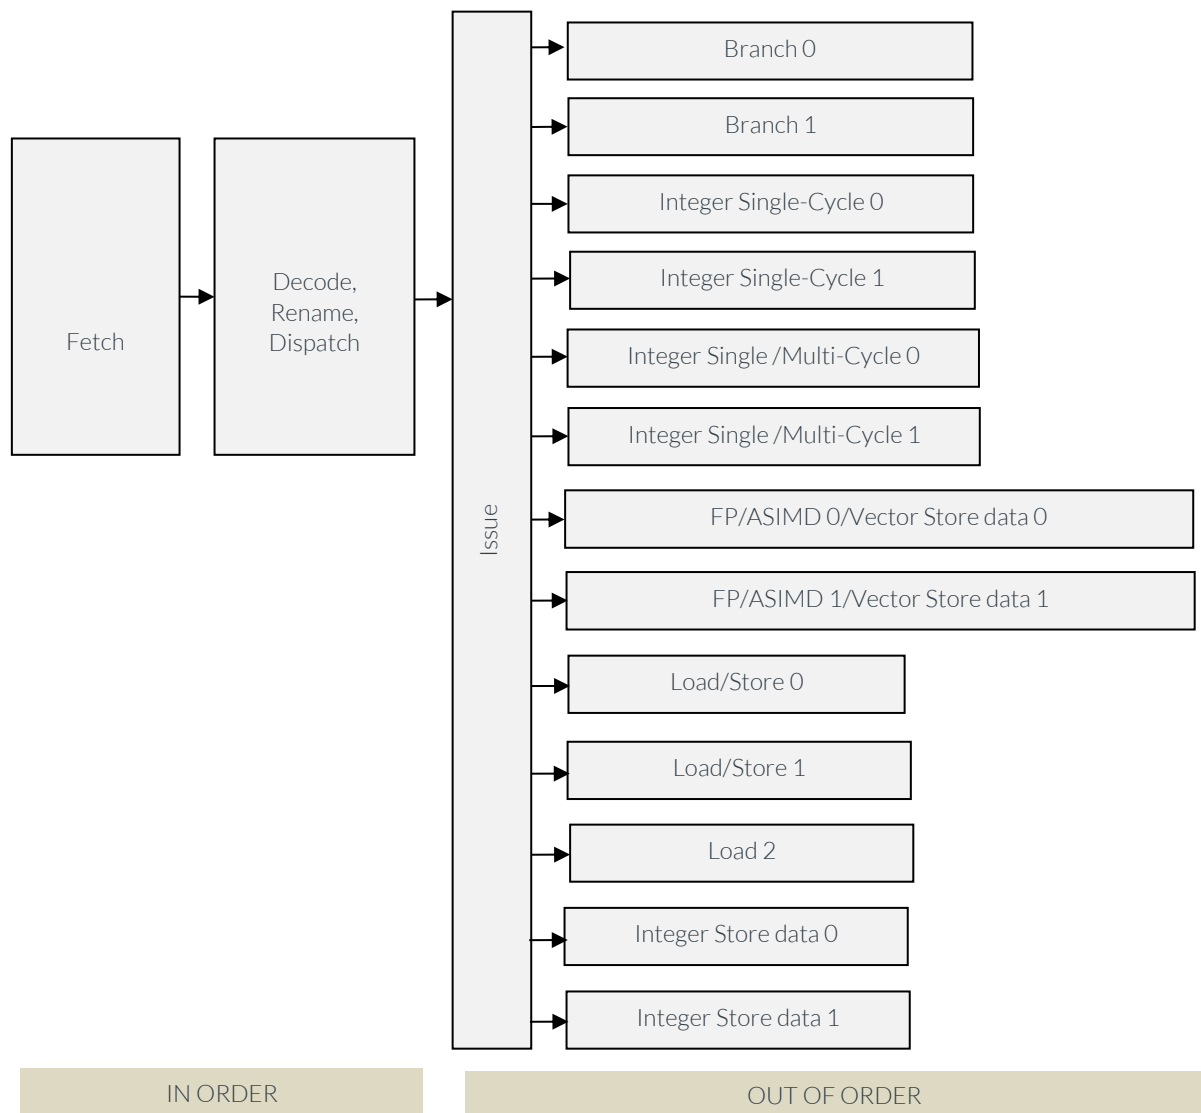 Fetch
Decode,
Rename,
Dispatch
Issue
Branch 0
Branch 1
Integer Single-Cycle 0
Integer Single-Cycle 1
Integer Single /Multi-Cycle 0
Integer Single /Multi-Cycle 1
FP/ASIMD 0/Vector Store data 0
FP/ASIMD 1/Vector Store data 1
Load/Store 0
Load/Store 1
Load 2
Integer Store data 0
Integer Store data 1
IN ORDER
OUT OF ORDER